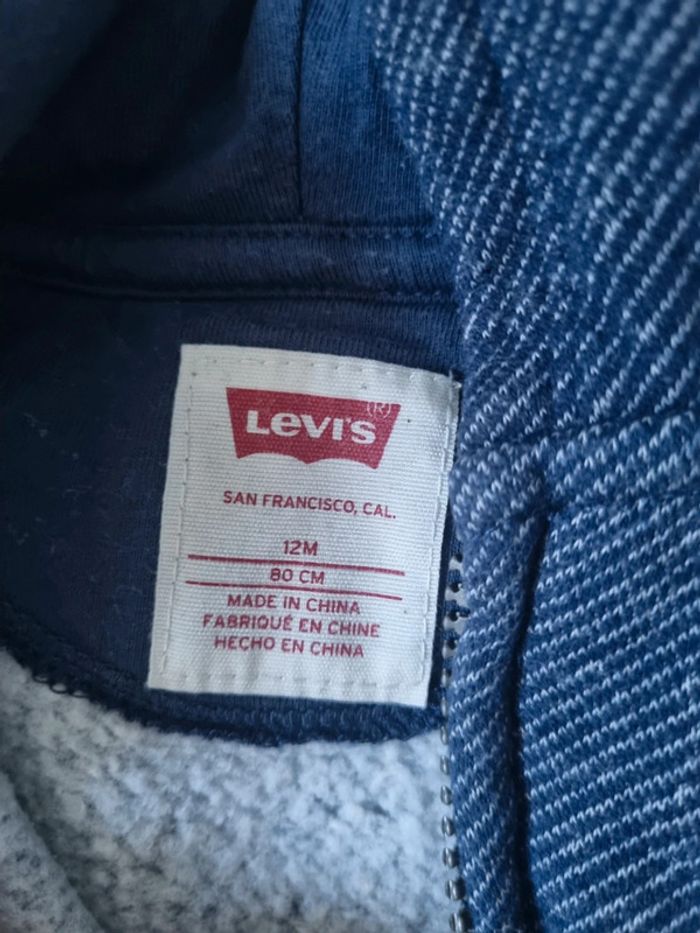 Levi's
(R)
SAN FRANCISCO, CAL.
12M
80 CM
MADE IN CHINA
FABRIQUÉ EN CHINE
HECHO EN CHINA